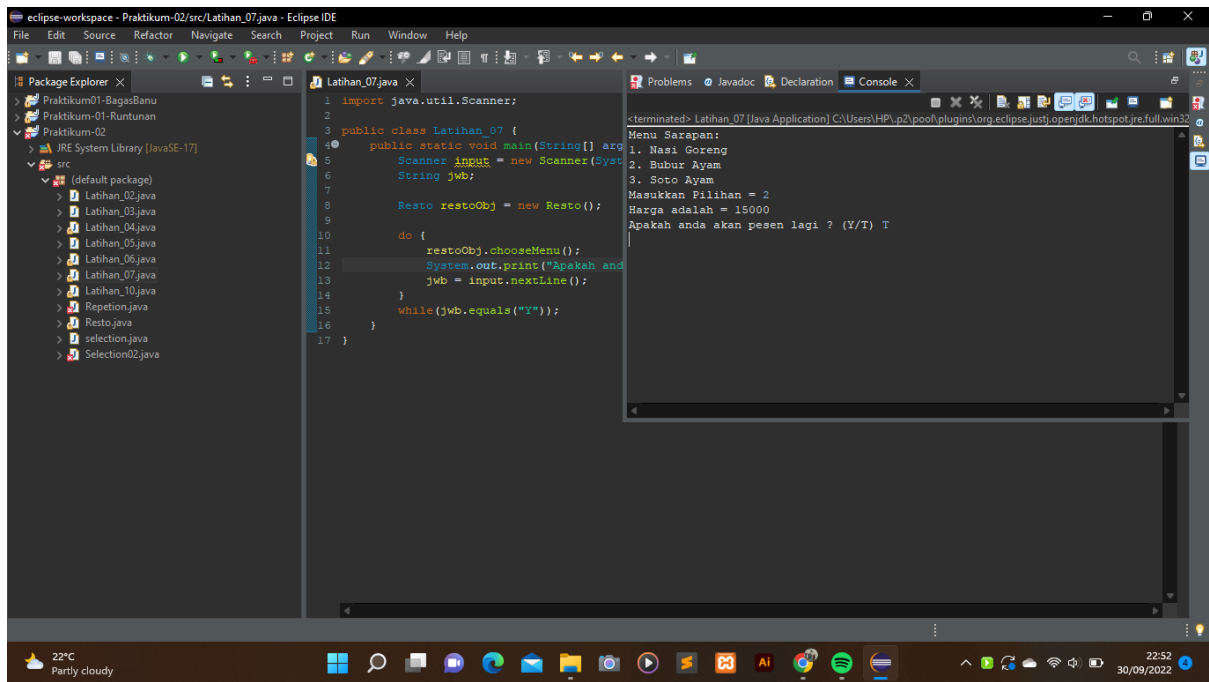 eclipse-workspace - Praktikum-02/src/Latihan_07.java - Eclipse IDE
File Edit Source Refactor Navigate Search Project Run Window Help
Package Explorer
Praktikum01-BagasBanu
Praktikum-01-Runtunan
Praktikum-02
JRE System Library [JavaSE-17]
src
(default package)
Latihan_02.java
Latihan_03.java
Latihan_04.java
Latihan_05.java
Latihan_06.java
Latihan_07.java
Latihan_10.java
Repetion.java
Resto.java
selection.java
Selection02.java
Latihan_07.java
1 import java.util.Scanner;
2
3 public class Latihan_07 {
4 public static void main(String[] arg
5 Scanner input = new Scanner(Syst
6 String jwb;
7
8 Resto restoObj = new Resto();
9
10 do {
11 restoObj.chooseMenu();
12 System.out.print("Apakah and
13 jwb = input.nextLine();
14 }
15 while(jwb.equals("Y"));
16 }
17 }
Problems Javadoc Declaration Console
<terminated> Latihan_07 [Java Application] C:\Users\HP\.p2\pool\plugins\org.eclipse.justj.openjdk.hotspot.jre.full.win32
Menu Sarapan:
1. Nasi Goreng
2. Bubur Ayam
3. Soto Ayam
Masukkan Pilihan = 2
Harga adalah = 15000
Apakah anda akan pesen lagi ? (Y/T) T
22°C
Partly cloudy
Ai
22:52
30/09/2022
4